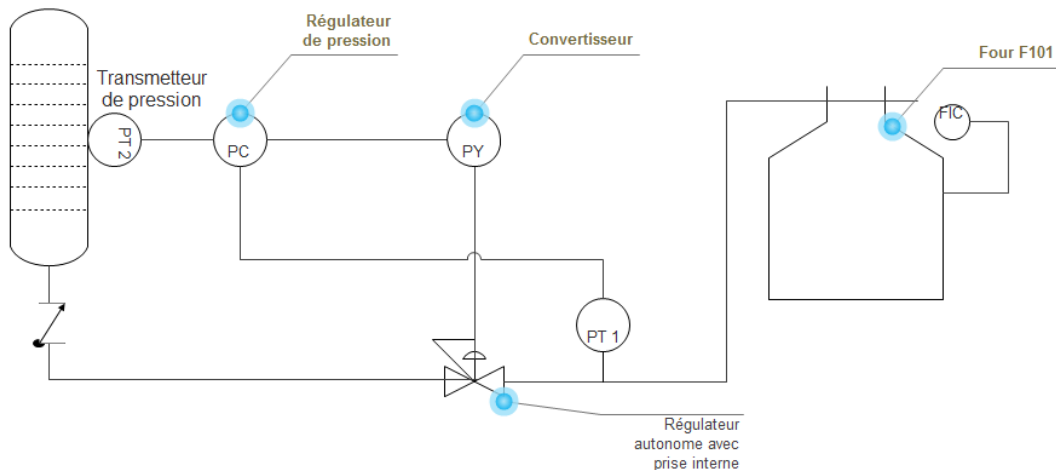 Régulateur
de pression
Convertisseur
Four F101
Transmetteur
de pression
PT 2
PC
PY
FIC
PT 1
Régulateur
autonome avec
prise interne